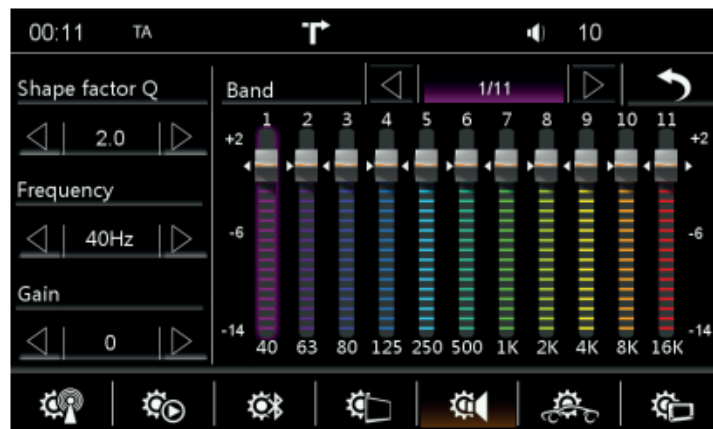 00:11 TA 10
Shape factor Q
2.0
Frequency
40Hz
Gain
0
Band 1/11
1 2 3 4 5 6 7 8 9 10 11
+2 +2
-6 -6
-14 -14
40 63 80 125 250 500 1K 2K 4K 8K 16K